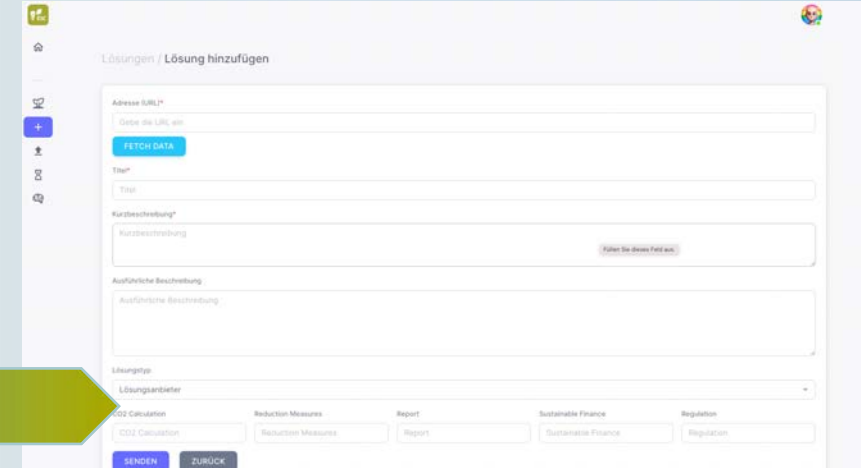 Lösungen / Lösung hinzufügen
Adresse (URL)*
Gebe die URL ein
FETCH DATA
Titel*
Titel
Kurzbeschreibung*
Kurzbeschreibung
Füllen Sie dieses Feld aus.
Ausführliche Beschreibung
Ausführliche Beschreibung
Lösungstyp
Lösungsanbieter
CO2 Calculation Reduction Measures Report Sustainable Finance Regulation
CO2 Calculation Reduction Measures Report Sustainable Finance Regulation
SENDEN ZURÜCK